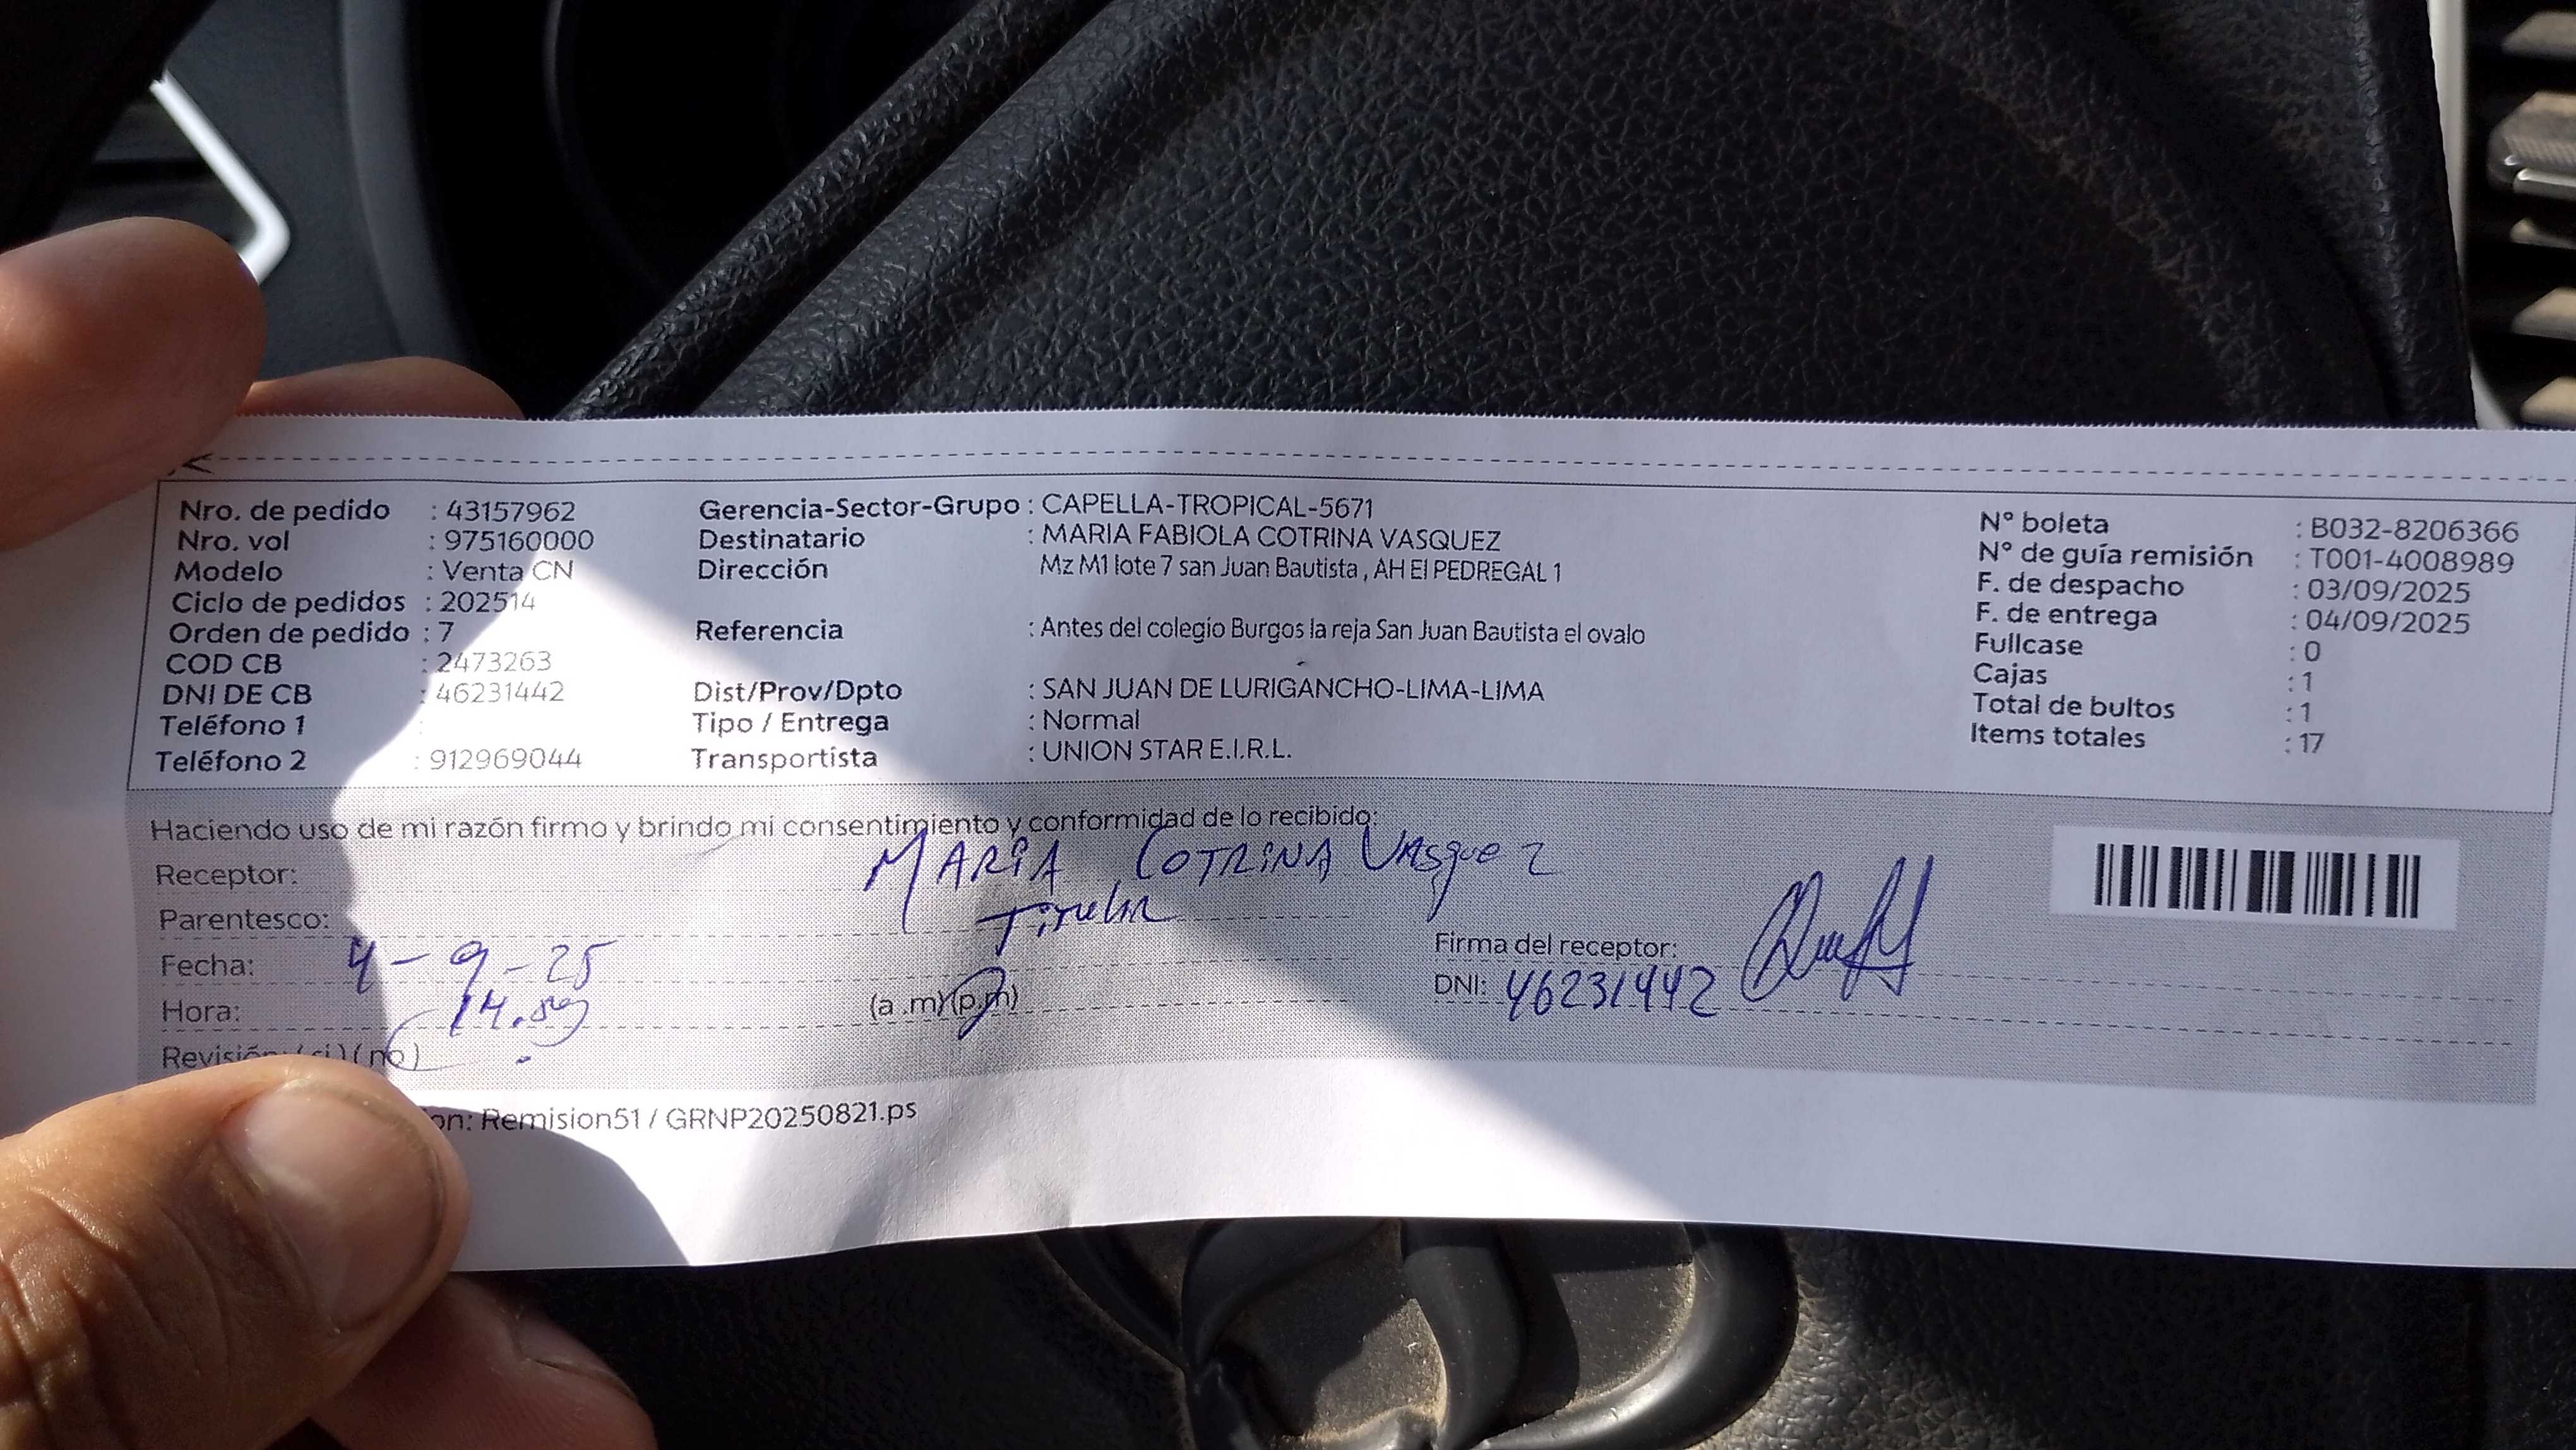 Nro. de pedido : 43157962
Nro. vol : 975160000
Modelo : Venta CN
Ciclo de pedidos : 202514
Orden de pedido : 7
COD CB : 2473263
DNI DE CB : 46231442
Teléfono 1 :
Teléfono 2 : 912969044
Gerencia-Sector-Grupo : CAPELLA-TROPICAL-5671
Destinatario : MARIA FABIOLA COTRINA VASQUEZ
Dirección Mz M1 lote 7 san Juan Bautista , AH El PEDREGAL 1
Referencia : Antes del colegio Burgos la reja San Juan Bautista el ovalo
Dist/Prov/Dpto : SAN JUAN DE LURIGANCHO-LIMA-LIMA
Tipo / Entrega : Normal
Transportista : UNION STAR E.I.R.L.
N° boleta : B032-8206366
N° de guía remisión : T001-4008989
F. de despacho : 03/09/2025
F. de entrega : 04/09/2025
Fullcase : 0
Cajas : 1
Total de bultos : 1
Items totales : 17
Haciendo uso de mi razón firmo y brindo mi consentimiento y conformidad de lo recibido:
Receptor: MARIA COTRINA VASQUEZ
Parentesco: Titular
Fecha: 4-9-25
Hora: (a.m)(p.m)
Revisión (si) (no)
Firma del receptor:
DNI: 46231442
Remision51 / GRNP20250821.ps